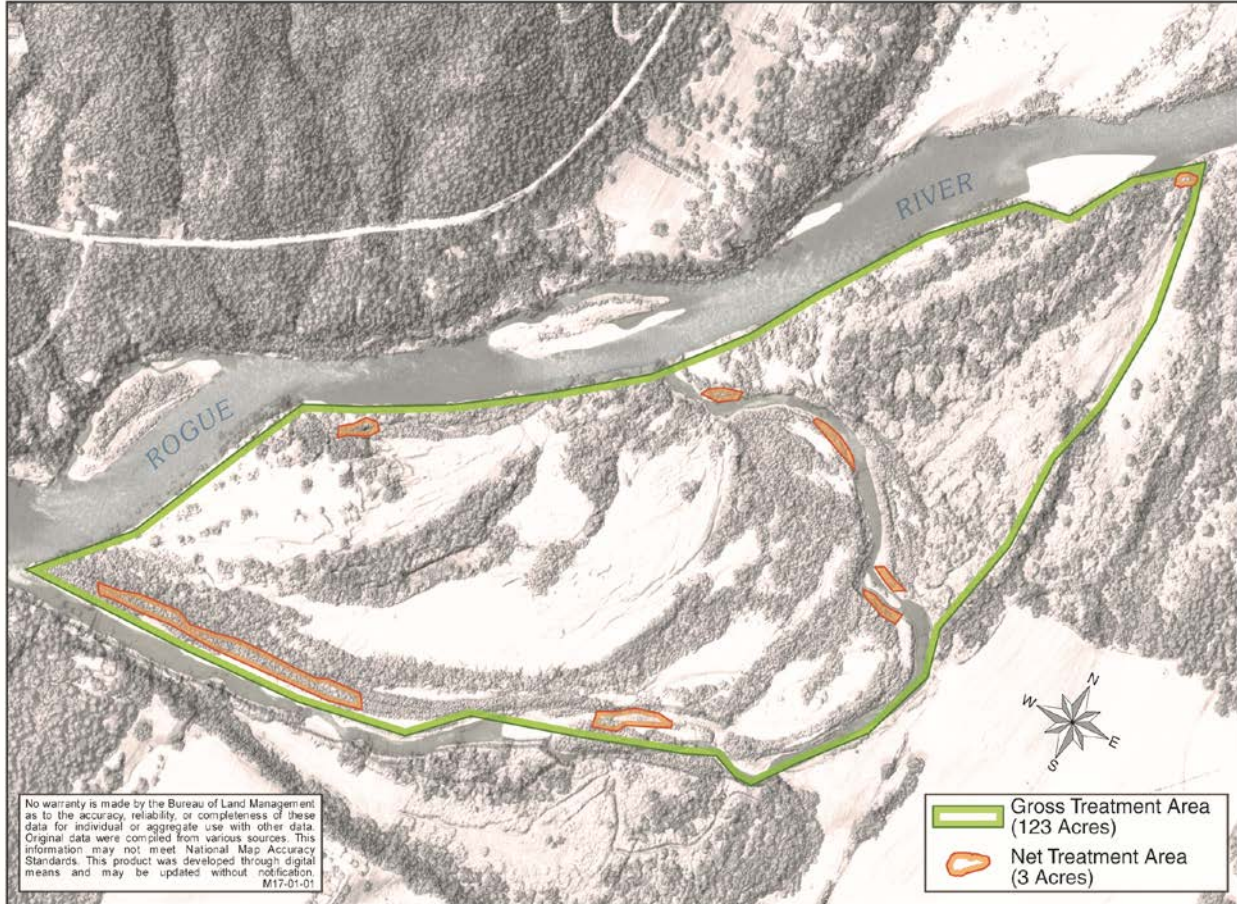 RIVER
ROGUE
N
W
E
S
No warranty is made by the Bureau of Land Management
as to the accuracy, reliability, or completeness of these
data for individual or aggregate use with other data.
Original data were compiled from various sources. This
information may not meet National Map Accuracy
Standards. This product was developed through digital
means and may be updated without notification.
M17-01-01
Gross Treatment Area
(123 Acres)
Net Treatment Area
(3 Acres)